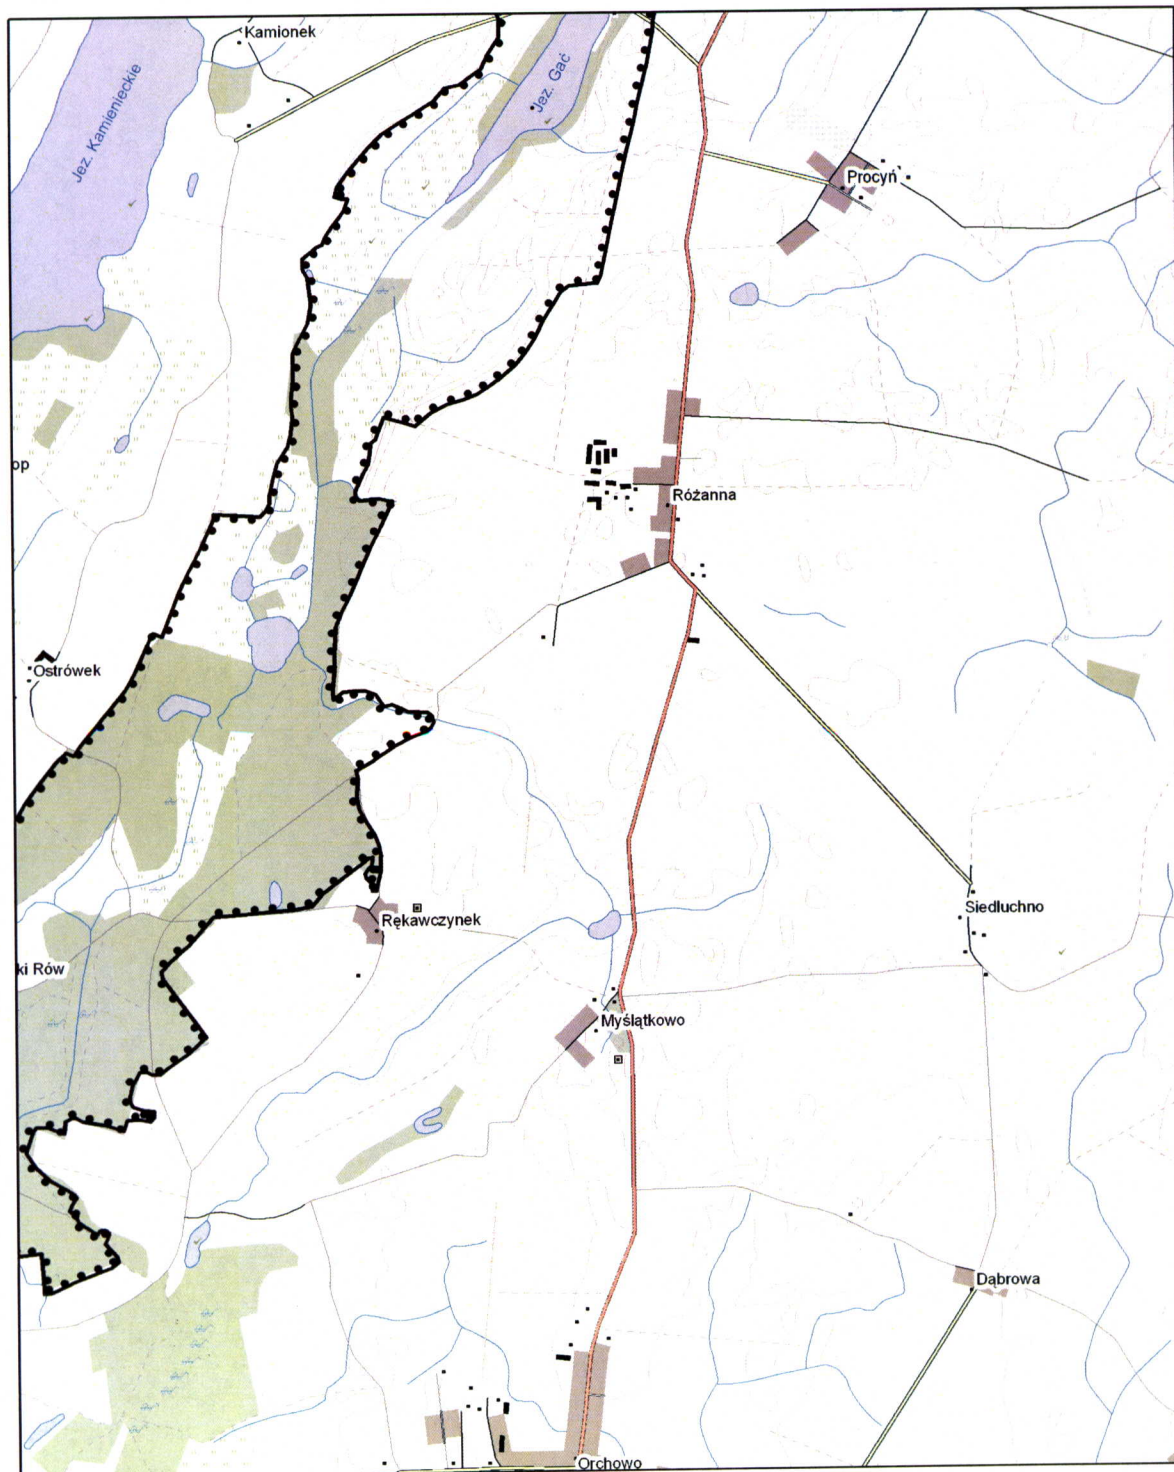 Kamionek
Jez. Gać
Jez. Kamienieckie
Procyń
op
Różanna
Ostrówek
Siedluchno
Rękawczynek
ki Rów
Myślątkowo
Dąbrowa
Orchowo